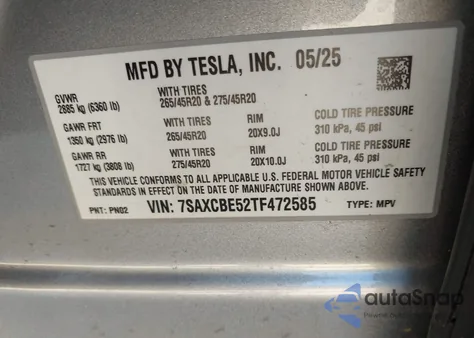 MFD BY TESLA, INC. 05/25
GVWR
2885 kg (6360 lb)
WITH TIRES
265/45R20 & 275/45R20
GAWR FRT
1350 kg (2976 lb)
WITH TIRES
265/45R20
RIM
20X9.0J
COLD TIRE PRESSURE
310 kPa, 45 psi
GAWR RR
1727 kg (3808 lb)
WITH TIRES
275/45R20
RIM
20X10.0J
COLD TIRE PRESSURE
310 kPa, 45 psi
THIS VEHICLE CONFORMS TO ALL APPLICABLE U.S. FEDERAL MOTOR VEHICLE SAFETY
STANDARDS IN EFFECT ON THE DATE OF MANUFACTURE SHOWN ABOVE.
PNT: PN02 VIN: 7SAXCBE52TF472585 TYPE: MPV
autoSnap